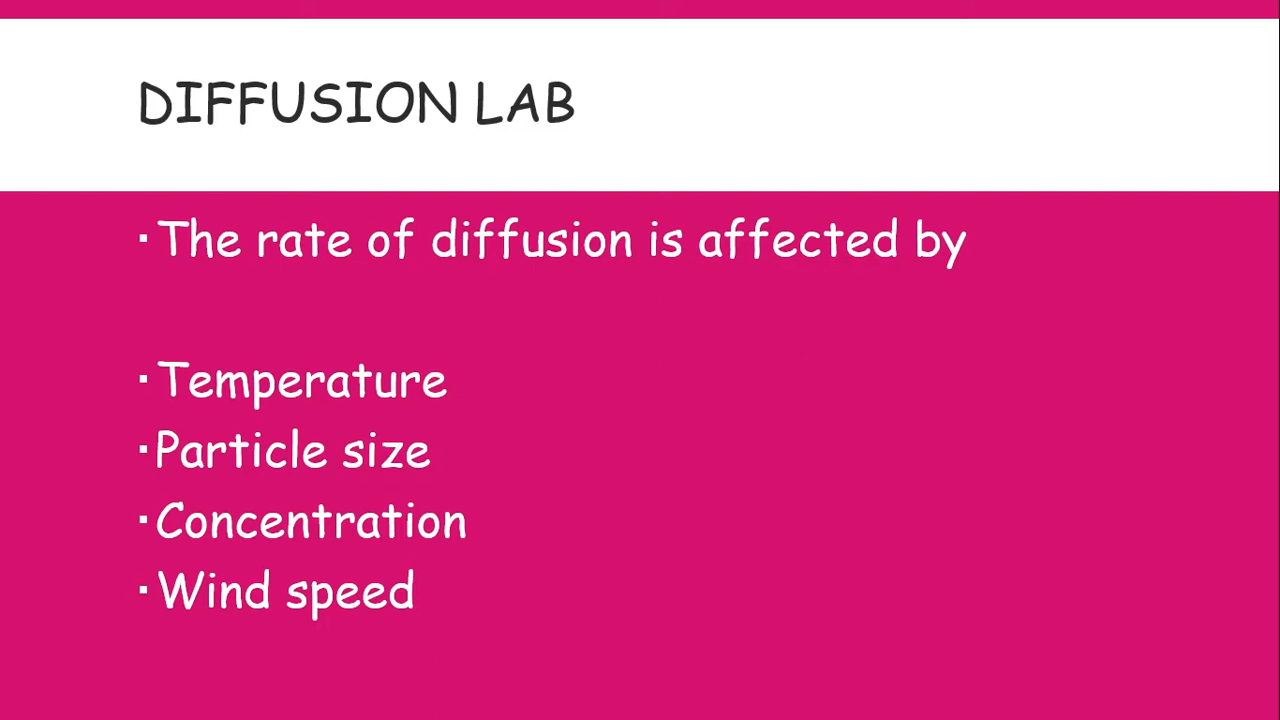 DIFFUSION LAB
▪The rate of diffusion is affected by
▪Temperature
▪Particle size
▪Concentration
▪Wind speed